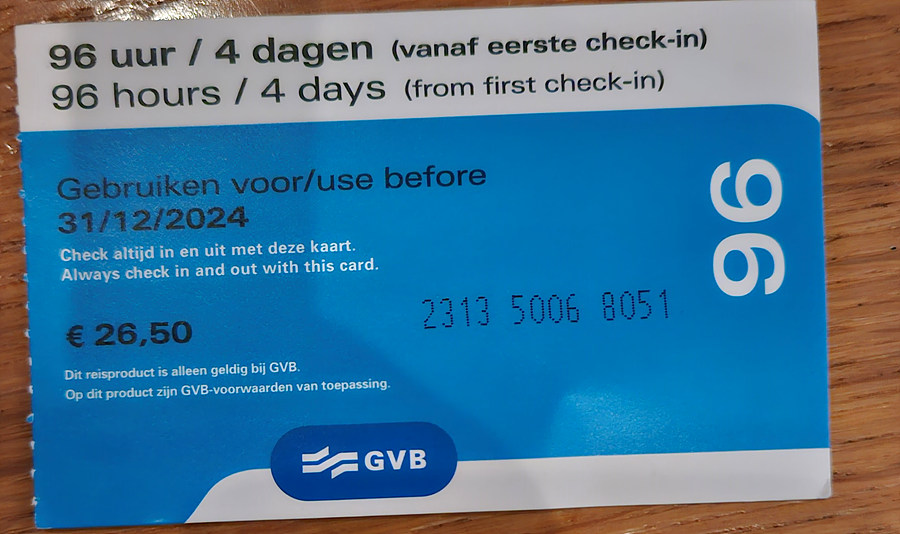 96 uur / 4 dagen (vanaf eerste check-in)
96 hours / 4 days (from first check-in)
Gebruiken voor/use before
31/12/2024
Check altijd in en uit met deze kaart.
Always check in and out with this card.
96
2313 5006 8051
€ 26,50
Dit reisproduct is alleen geldig bij GVB.
Op dit product zijn GVB-voorwaarden van toepassing.
GVB